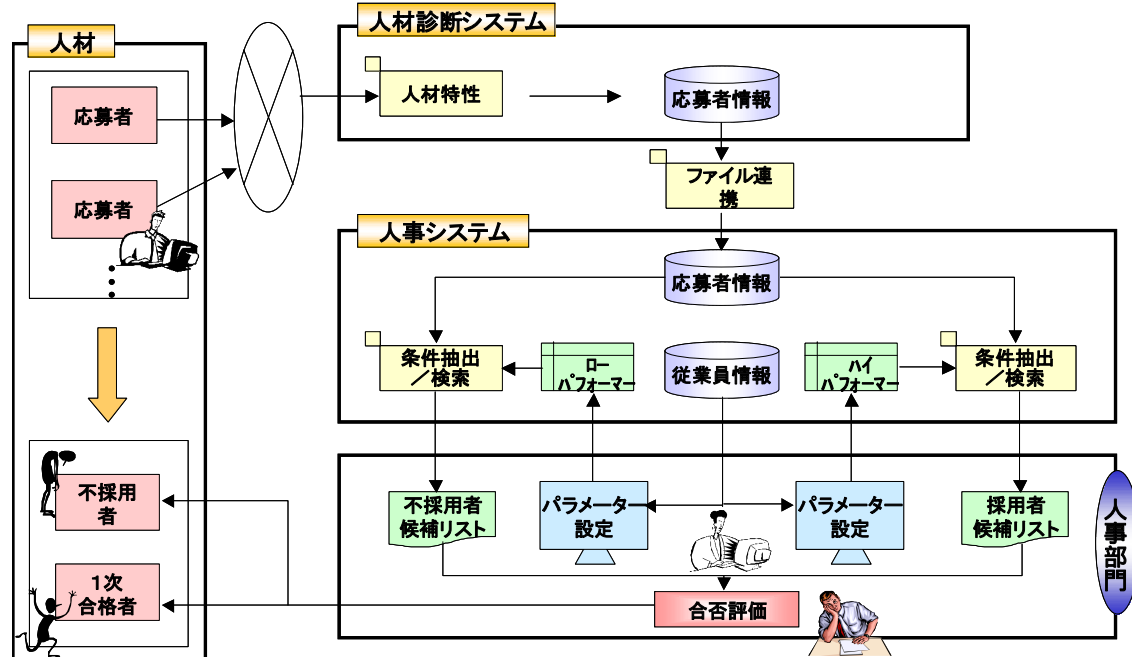 人材
応募者
応募者
不採用
者
1次
合格者
人材診断システム
人材特性
応募者情報
ファイル連
携
人事システム
応募者情報
条件抽出
／検索
ロー
パフォーマー
従業員情報
ハイ
パフォーマー
条件抽出
／検索
不採用者
候補リスト
パラメーター
設定
パラメーター
設定
採用者
候補リスト
合否評価
人事部門